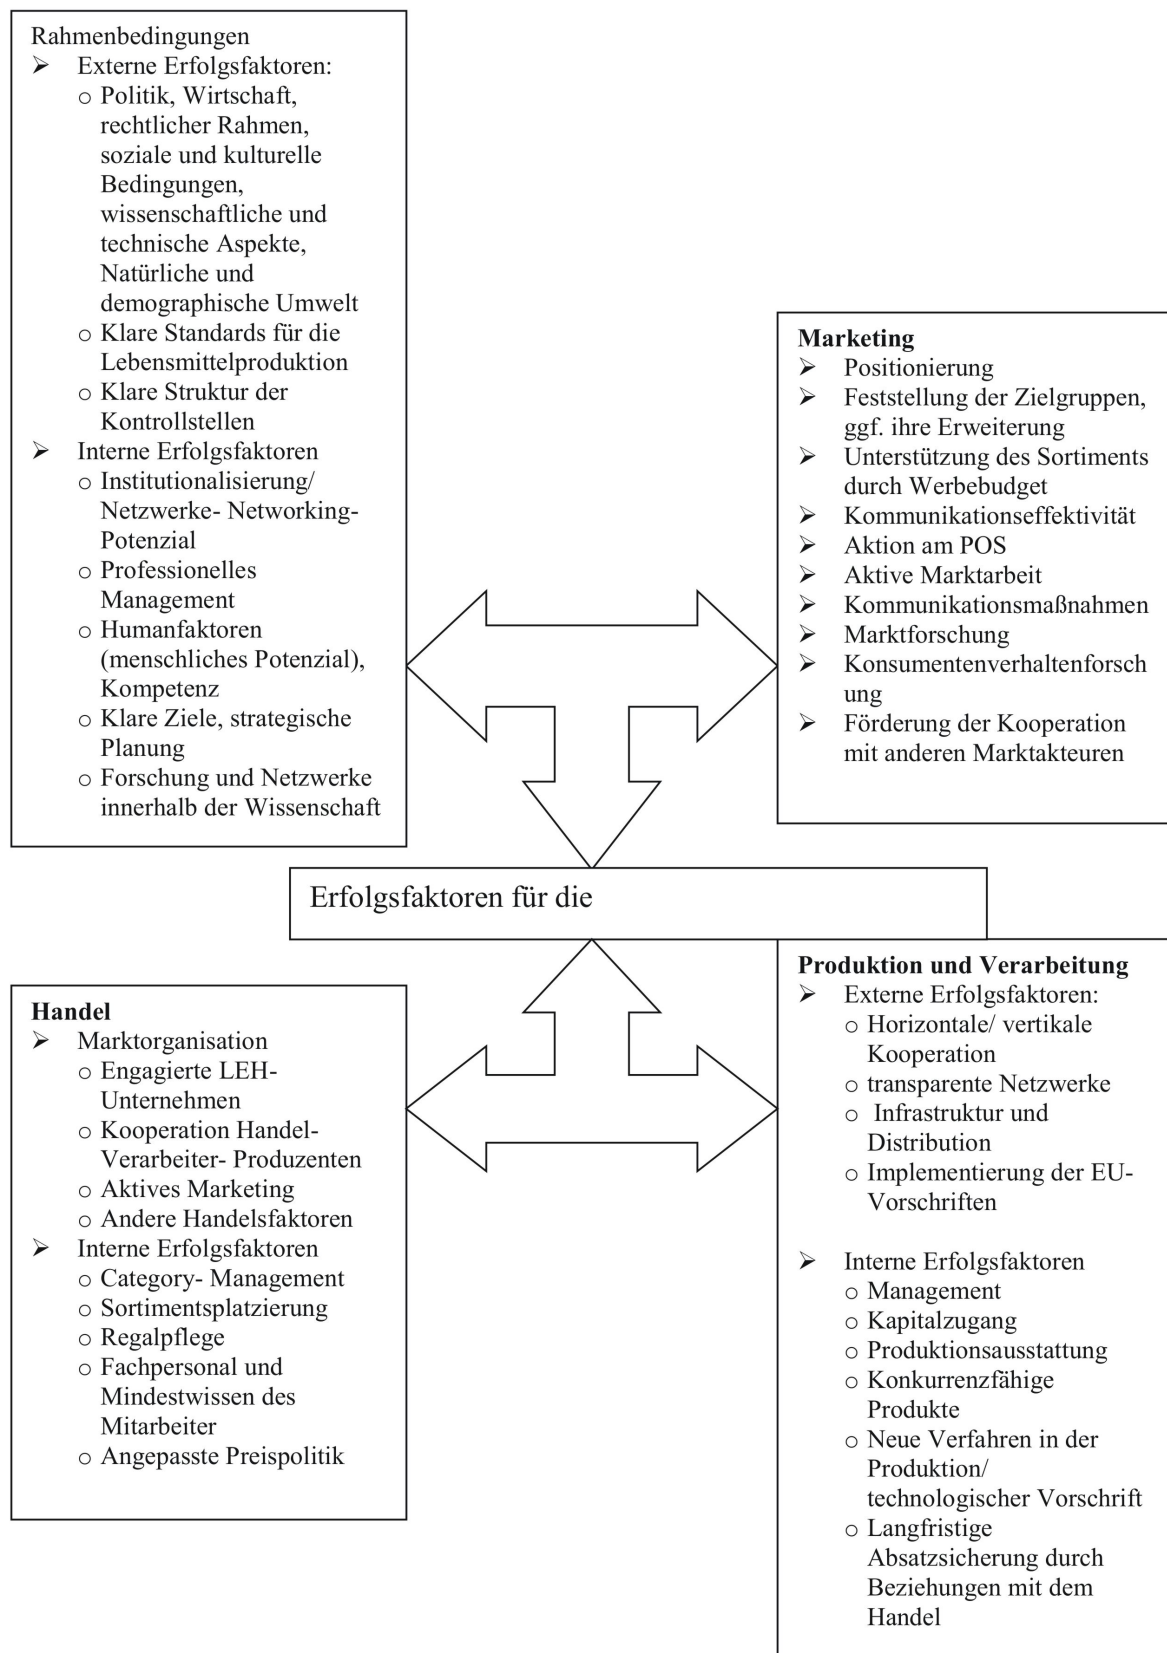 Rahmenbedingungen
➢ Externe Erfolgsfaktoren:
o Politik, Wirtschaft,
rechtlicher Rahmen,
soziale und kulturelle
Bedingungen,
wissenschaftliche und
technische Aspekte,
Natürliche und
demographische Umwelt
o Klare Standards für die
Lebensmittelproduktion
o Klare Struktur der
Kontrollstellen
➢ Interne Erfolgsfaktoren
o Institutionalisierung/
Netzwerke- Networking-
Potenzial
o Professionelles
Management
o Humanfaktoren
(menschliches Potenzial),
Kompetenz
o Klare Ziele, strategische
Planung
o Forschung und Netzwerke
innerhalb der Wissenschaft
Marketing
➢ Positionierung
➢ Feststellung der Zielgruppen,
ggf. ihre Erweiterung
➢ Unterstützung des Sortiments
durch Werbebudget
➢ Kommunikationseffektivität
➢ Aktion am POS
➢ Aktive Marktarbeit
➢ Kommunikationsmaßnahmen
➢ Marktforschung
➢ Konsumentenverhaltenforsch
ung
➢ Förderung der Kooperation
mit anderen Marktakteuren
Erfolgsfaktoren für die
Handel
➢ Marktorganisation
o Engagierte LEH-
Unternehmen
o Kooperation Handel-
Verarbeiter- Produzenten
o Aktives Marketing
o Andere Handelsfaktoren
➢ Interne Erfolgsfaktoren
o Category- Management
o Sortimentsplatzierung
o Regalpflege
o Fachpersonal und
Mindestwissen des
Mitarbeiter
o Angepasste Preispolitik
Produktion und Verarbeitung
➢ Externe Erfolgsfaktoren:
o Horizontale/ vertikale
Kooperation
o transparente Netzwerke
o Infrastruktur und
Distribution
o Implementierung der EU-
Vorschriften
➢ Interne Erfolgsfaktoren
o Management
o Kapitalzugang
o Produktionsausstattung
o Konkurrenzfähige
Produkte
o Neue Verfahren in der
Produktion/
technologischer Vorschrift
o Langfristige
Absatzsicherung durch
Beziehungen mit dem
Handel